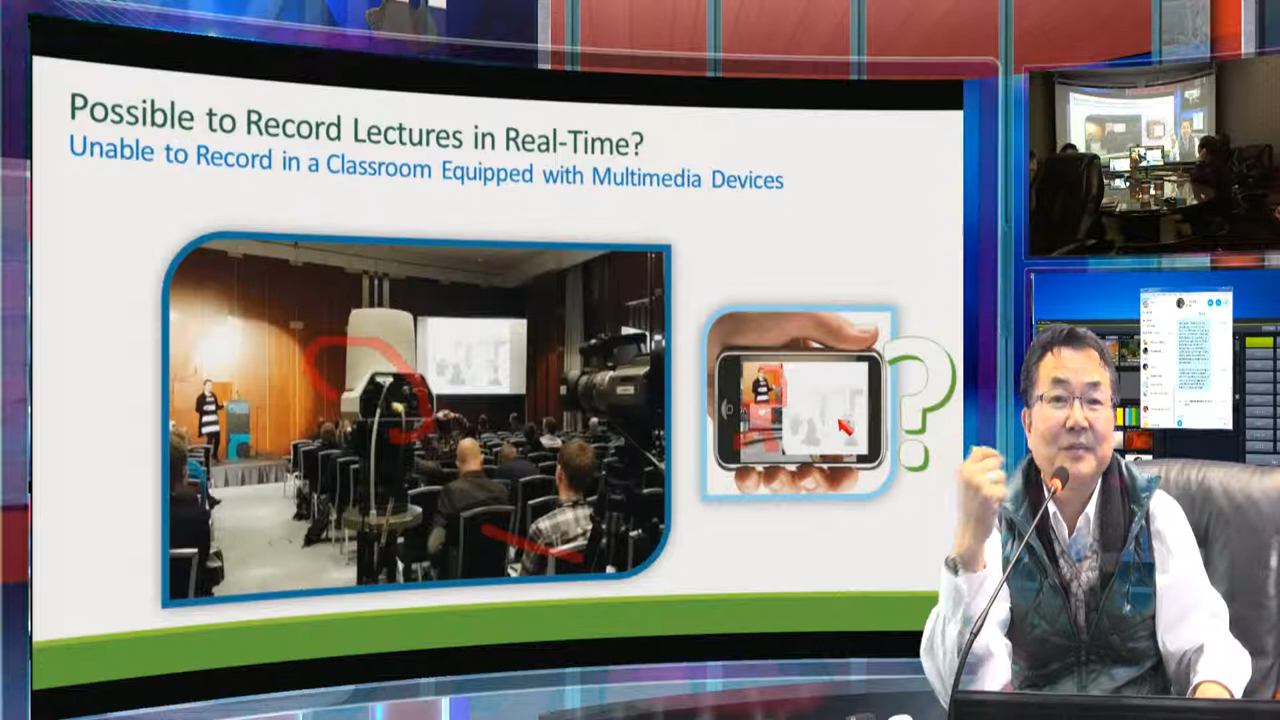 Possible to Record Lectures in Real-Time?
Unable to Record in a Classroom Equipped with Multimedia Devices
?